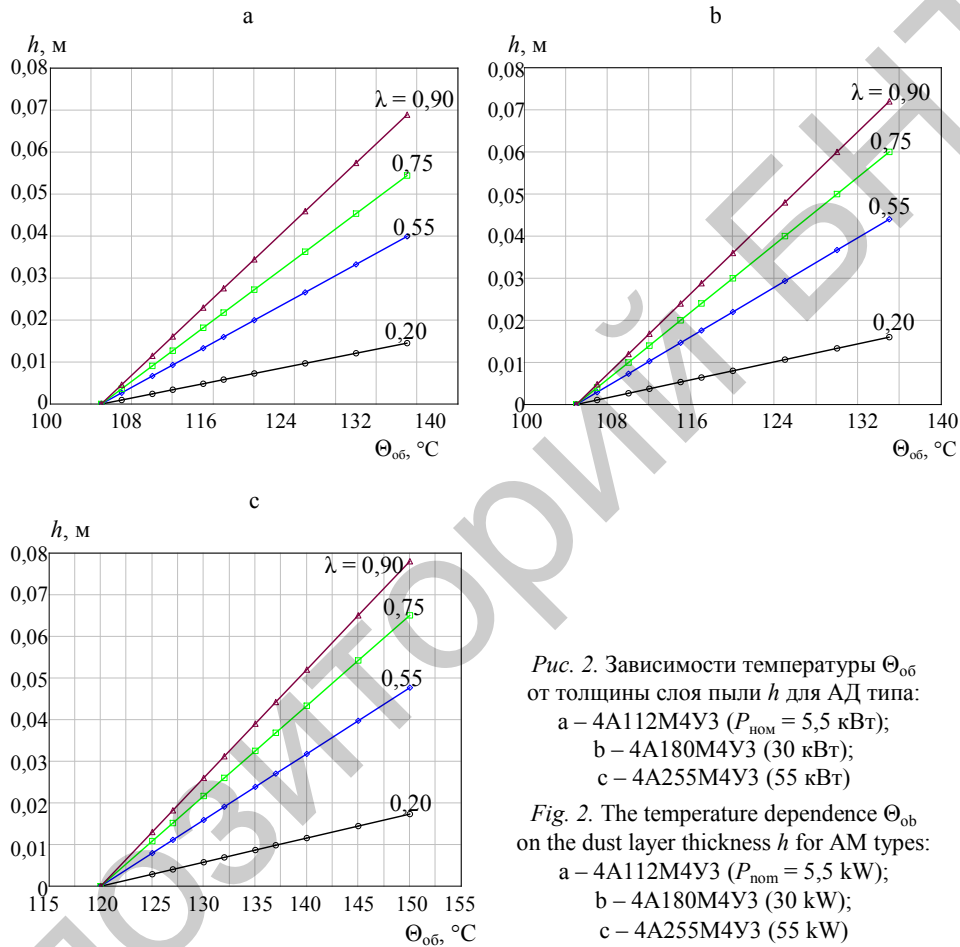 a
h, м
0,08
0,07
0,06
0,05
0,04
0,03
0,02
0,01
0
λ = 0,90
0,75
0,55
0,20
100 108 116 124 132 140
Θоб, °C
b
h, м
0,08
0,07
0,06
0,05
0,04
0,03
0,02
0,01
0
λ = 0,90
0,75
0,55
0,20
100 108 116 124 132 140
Θоб, °C
c
h, м
0,08
0,07
0,06
0,05
0,04
0,03
0,02
0,01
0
λ = 0,90
0,75
0,55
0,20
115 120 125 130 135 140 145 150 155
Θоб, °C
Рис. 2. Зависимости температуры Θоб
от толщины слоя пыли h для АД типа:
a – 4А112М4У3 (Pном = 5,5 кВт);
b – 4А180М4У3 (30 кВт);
c – 4А255М4У3 (55 кВт)
Fig. 2. The temperature dependence Θob
on the dust layer thickness h for AM types:
a – 4А112М4У3 (Pnom = 5,5 kW);
b – 4А180М4У3 (30 kW);
c – 4А255М4У3 (55 kW)